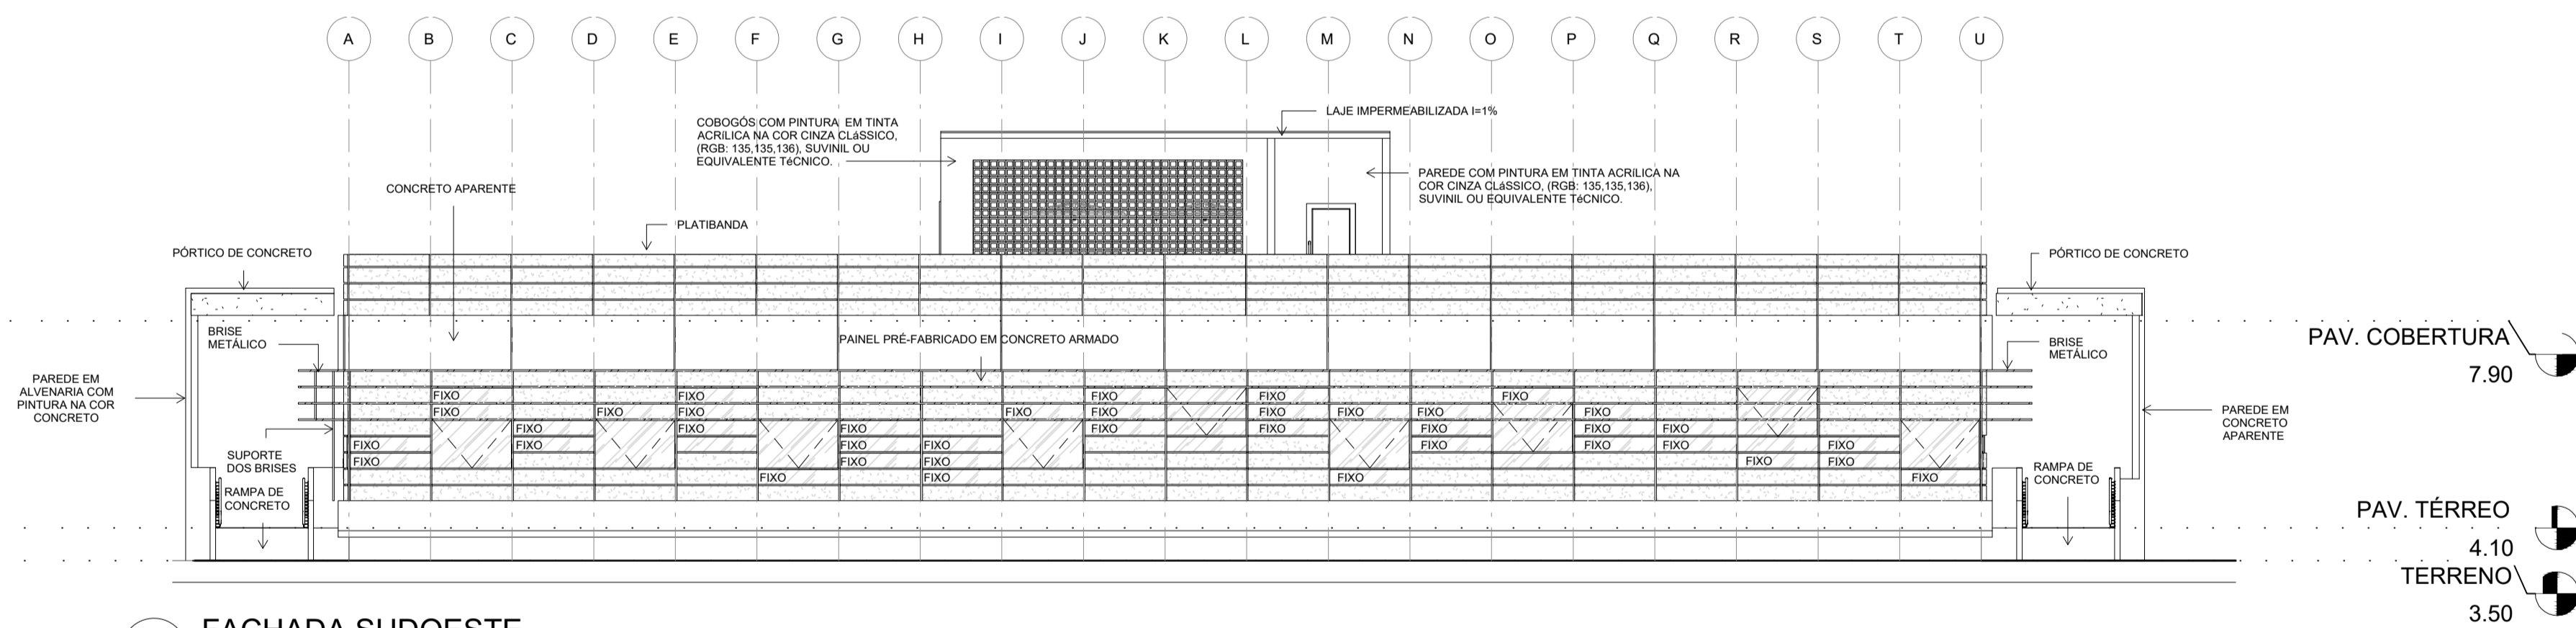 A B C D E F G H I J K L M N O P Q R S T U
LAJE IMPERMEABILIZADA I=1%
COBOGÓS COM PINTURA EM TINTA
ACRíLICA NA COR CINZA CLáSSICO,
(RGB: 135,135,136), SUVINIL OU
EQUIVALENTE TéCNICO.
PAREDE COM PINTURA EM TINTA ACRíLICA NA
COR CINZA CLáSSICO, (RGB: 135,135,136),
SUVINIL OU EQUIVALENTE TéCNICO.
CONCRETO APARENTE
PLATIBANDA
PÓRTICO DE CONCRETO
PÓRTICO DE CONCRETO
BRISE
METÁLICO
PAINEL PRÉ-FABRICADO EM CONCRETO ARMADO
BRISE
METÁLICO
PAV. COBERTURA
7.90
PAREDE EM
ALVENARIA COM
PINTURA NA COR
CONCRETO
FIXO FIXO FIXO FIXO FIXO
FIXO FIXO FIXO FIXO FIXO FIXO FIXO FIXO FIXO
FIXO FIXO FIXO FIXO FIXO FIXO FIXO FIXO
FIXO FIXO FIXO FIXO FIXO FIXO FIXO FIXO
FIXO FIXO FIXO FIXO FIXO
FIXO FIXO FIXO FIXO
PAREDE EM
CONCRETO
APARENTE
SUPORTE
DOS BRISES
RAMPA DE
CONCRETO
RAMPA DE
CONCRETO
PAV. TÉRREO
4.10
TERRENO
3.50
FACHADA SUDOESTE